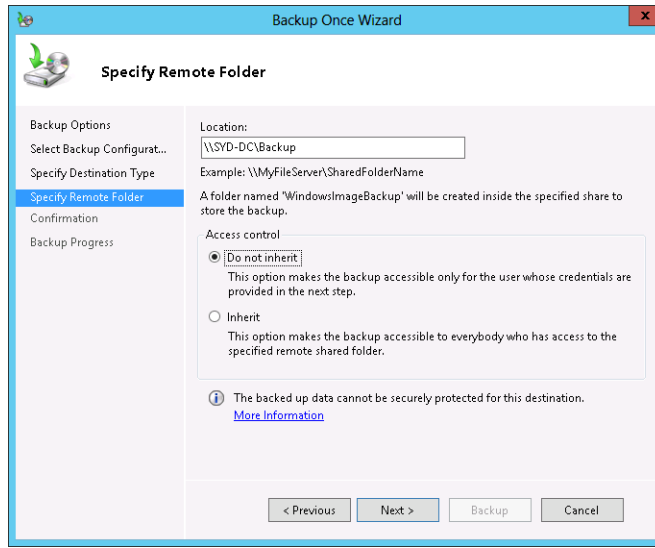 Backup Once Wizard
x
Specify Remote Folder
Backup Options
Select Backup Configurat...
Specify Destination Type
Specify Remote Folder
Confirmation
Backup Progress
Location:
\\SYD-DC\Backup
Example: \\MyFileServer\SharedFolderName
A folder named 'WindowsImageBackup' will be created inside the specified share to
store the backup.
Access control
Do not inherit
This option makes the backup accessible only for the user whose credentials are
provided in the next step.
Inherit
This option makes the backup accessible to everybody who has access to the
specified remote shared folder.
The backed up data cannot be securely protected for this destination.
More Information
< Previous
Next >
Backup
Cancel